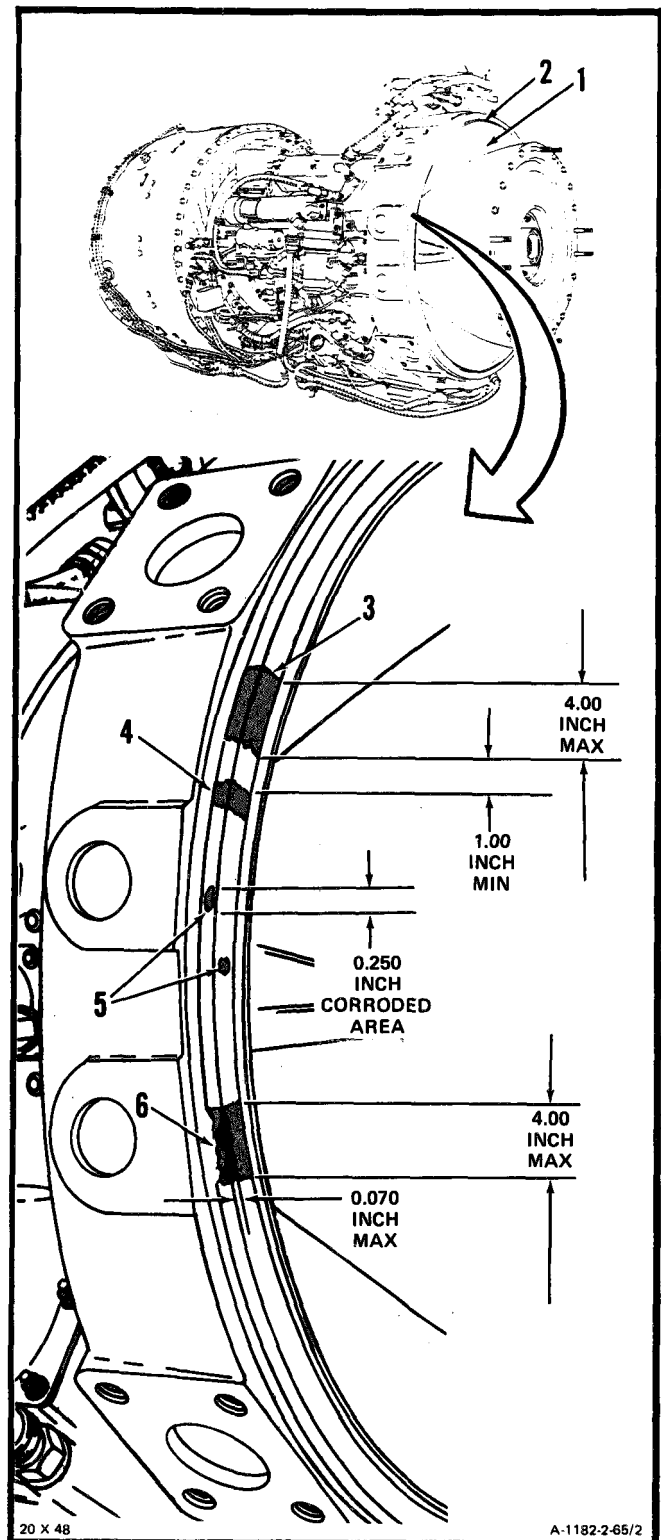 2
1
3
4.00
INCH
MAX
4
1.00
INCH
MIN
5
0.250
INCH
CORRODED
AREA
6
4.00
INCH
MAX
0.070
INCH
MAX
20 X 48
A-1182-2-65/2